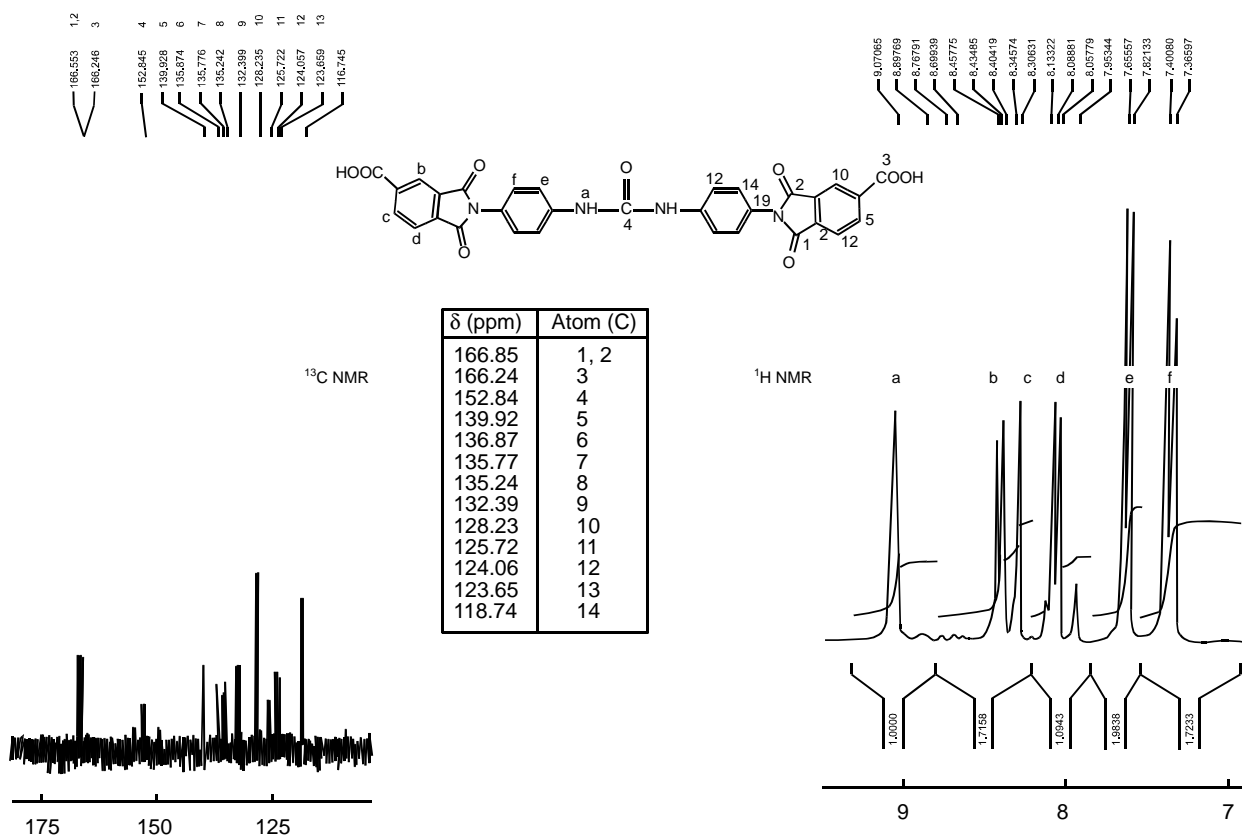 1,2 3 4 5 6 7 8 9 10 11 12 13
166.553 166.246 152.845 139.928 135.874 135.776 135.242 132.399 128.235 125.722 124.057 123.659 116.745
9.07065 8.89769 8.76791 8.69939 8.45775 8.43485 8.40419 8.34574 8.30631 8.13322 8.08881 8.05779 7.95344 7.65557 7.82133 7.40080 7.36597
HOOC b O f e a O 12 14 O 2 10 3 COOH
N NH C NH 19 N
c d O 4 O 1 2 12 5
δ (ppm) Atom (C)
166.85 1, 2
166.24 3
152.84 4
139.92 5
136.87 6
135.77 7
135.24 8
132.39 9
128.23 10
125.72 11
124.06 12
123.65 13
118.74 14
13C NMR
1H NMR
a b c d e f
1.0000 1.7158 1.0943 1.9838 1.7233
175 150 125
9 8 7